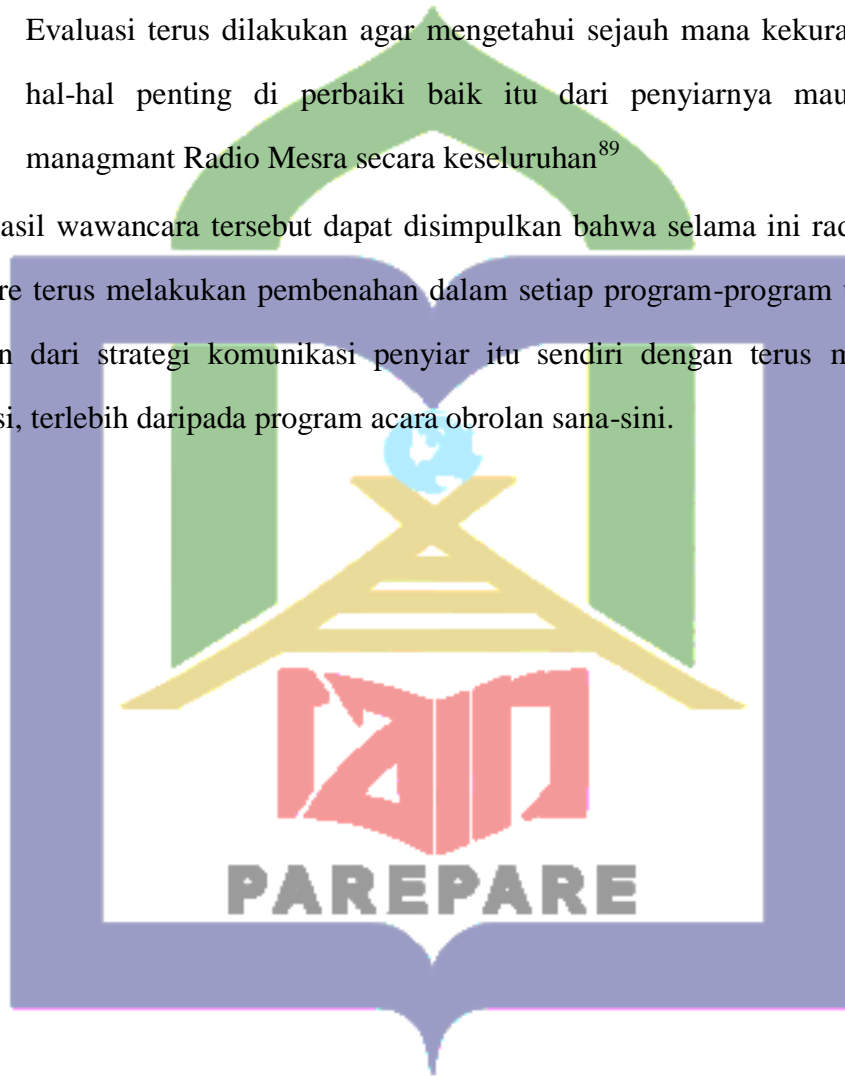 Evaluasi terus dilakukan agar mengetahui sejauh mana kekura
hal-hal penting di perbaiki baik itu dari penyiarnya mau
managmant Radio Mesra secara keseluruhan⁸⁹
asil wawancara tersebut dapat disimpulkan bahwa selama ini rad
re terus melakukan pembenahan dalam setiap program-program
n dari strategi komunikasi penyiar itu sendiri dengan terus m
si, terlebih daripada program acara obrolan sana-sini.
iain
PAREPARE